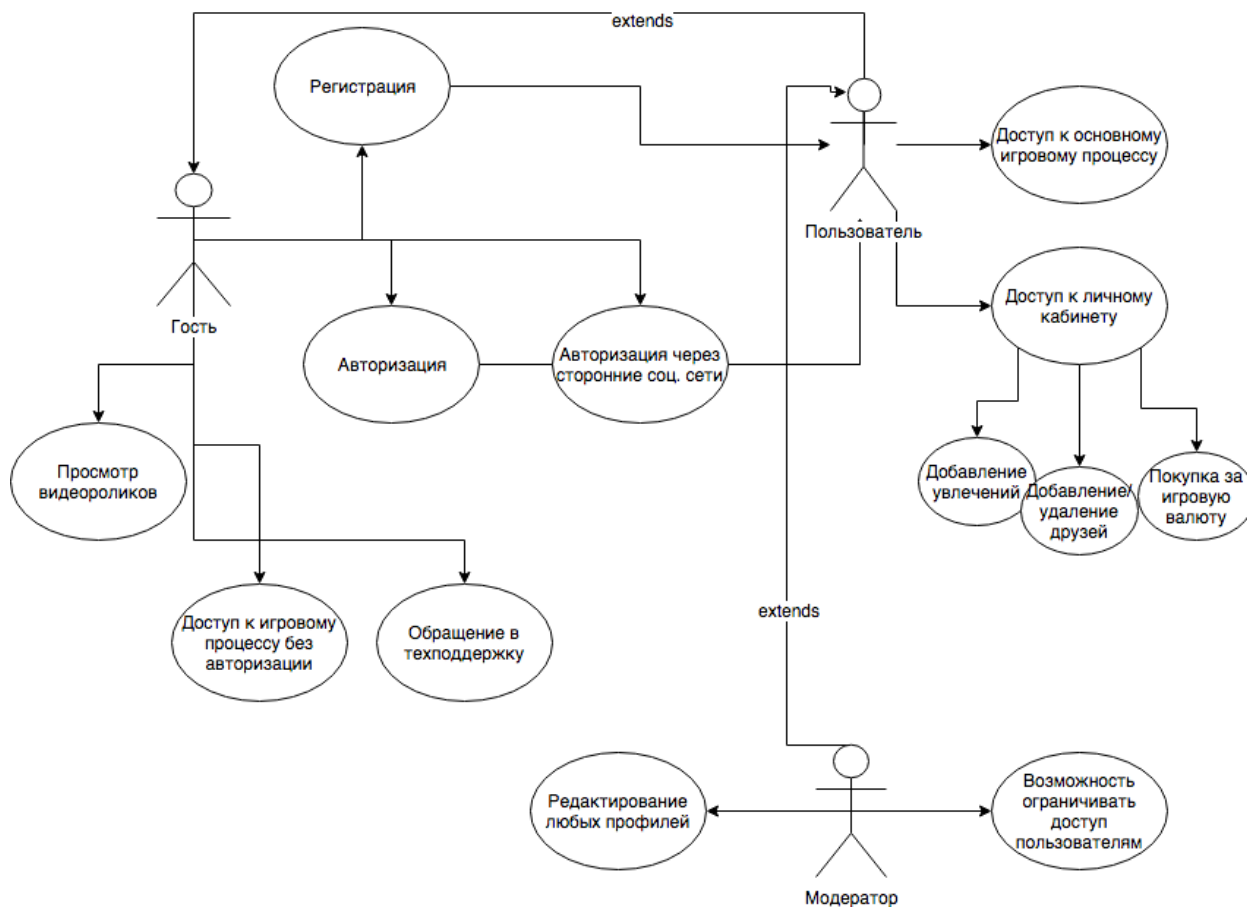 extends
Регистрация
Доступ к основному
игровому процессу
Пользователь
Гость
Доступ к личному
кабинету
Авторизация
Авторизация через
сторонние соц. сети
Просмотр
видеороликов
Добавление
увлечений
Добавление/
удаление
друзей
Покупка за
игровую
валюту
Доступ к игровому
процессу без
авторизации
Обращение в
техподдержку
extends
Редактирование
любых профилей
Возможность
ограничивать
доступ
пользователям
Модератор